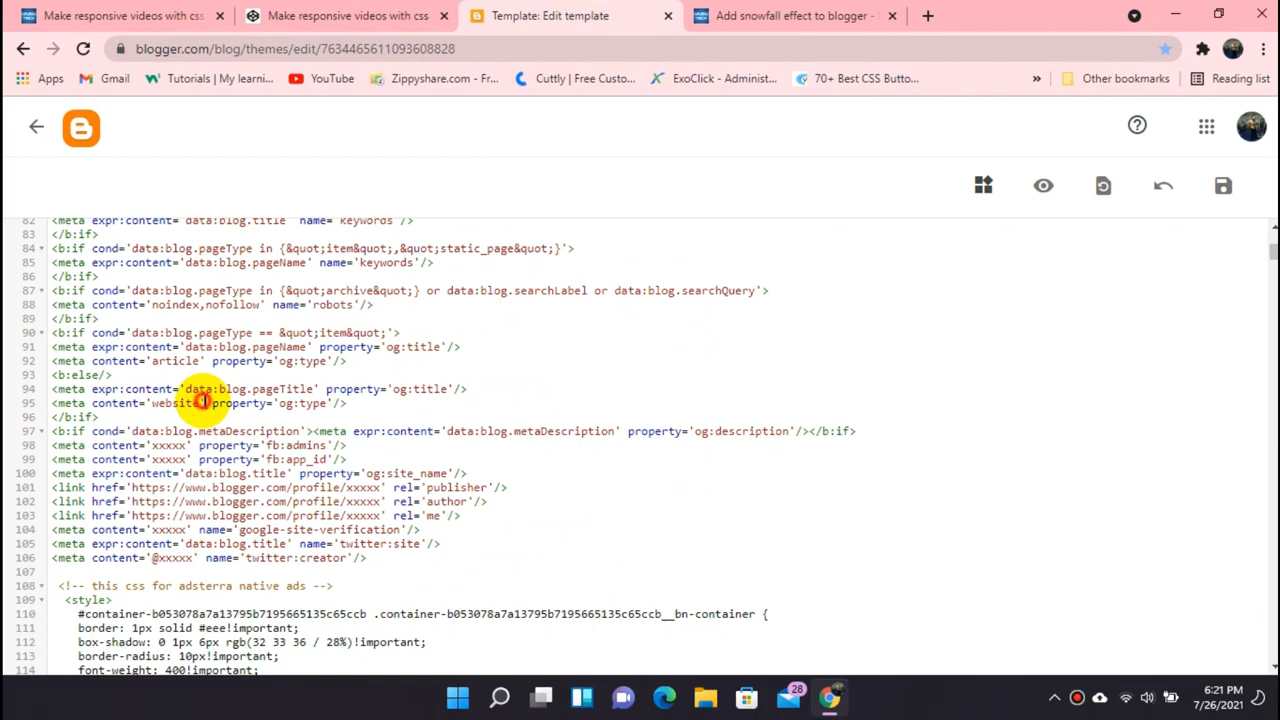 Make responsive videos with css
Make responsive videos with css
Template: Edit template
Add snowfall effect to blogger -
blogger.com/blog/themes/edit/7634465611093608828
Apps
Gmail
Tutorials | My learni...
YouTube
Zippyshare.com - Fr...
Cuttly | Free Custo...
ExoClick - Administ...
70+ Best CSS Butto...
»
Other bookmarks
Reading list
82 <meta expr:content='data:blog.title' name='keywords'/>
83 </b:if>
84 <b:if cond='data:blog.pageType in {&quot;item&quot;,&quot;static_page&quot;}'>
85 <meta expr:content='data:blog.pageName' name='keywords'/>
86 </b:if>
87 <b:if cond='data:blog.pageType in {&quot;archive&quot;} or data:blog.searchLabel or data:blog.searchQuery'>
88 <meta content='noindex,nofollow' name='robots'/>
89 </b:if>
90 <b:if cond='data:blog.pageType == &quot;item&quot;'>
91 <meta expr:content='data:blog.pageName' property='og:title'/>
92 <meta content='article' property='og:type'/>
93 <b:else/>
94 <meta expr:content='data:blog.pageTitle' property='og:title'/>
95 <meta content='website' property='og:type'/>
96 </b:if>
97 <b:if cond='data:blog.metaDescription'><meta expr:content='data:blog.metaDescription' property='og:description'/></b:if>
98 <meta content='xxxxx' property='fb:admins'/>
99 <meta content='xxxxx' property='fb:app_id'/>
100 <meta expr:content='data:blog.title' property='og:site_name'/>
101 <link href='https://www.blogger.com/profile/xxxxx' rel='publisher'/>
102 <link href='https://www.blogger.com/profile/xxxxx' rel='author'/>
103 <link href='https://www.blogger.com/profile/xxxxx' rel='me'/>
104 <meta content='xxxxx' name='google-site-verification'/>
105 <meta expr:content='data:blog.title' name='twitter:site'/>
106 <meta content='@xxxxx' name='twitter:creator'/>
107
108 <!-- this css for adsterra native ads -->
109 <style>
110 #container-b053078a7a13795b7195665135c65ccb .container-b053078a7a13795b7195665135c65ccb__bn-container {
111 border: 1px solid #eee!important;
112 box-shadow: 0 1px 6px rgb(32 33 36 / 28%)!important;
113 border-radius: 10px!important;
114 font-weight: 400!important;
28
6:21 PM
7/26/2021